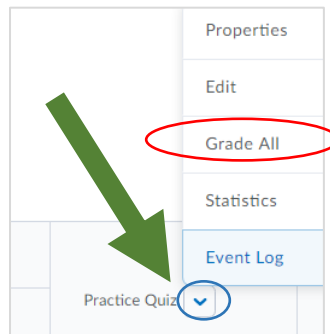 Properties
Edit
Grade All
Statistics
Event Log
Practice Quiz